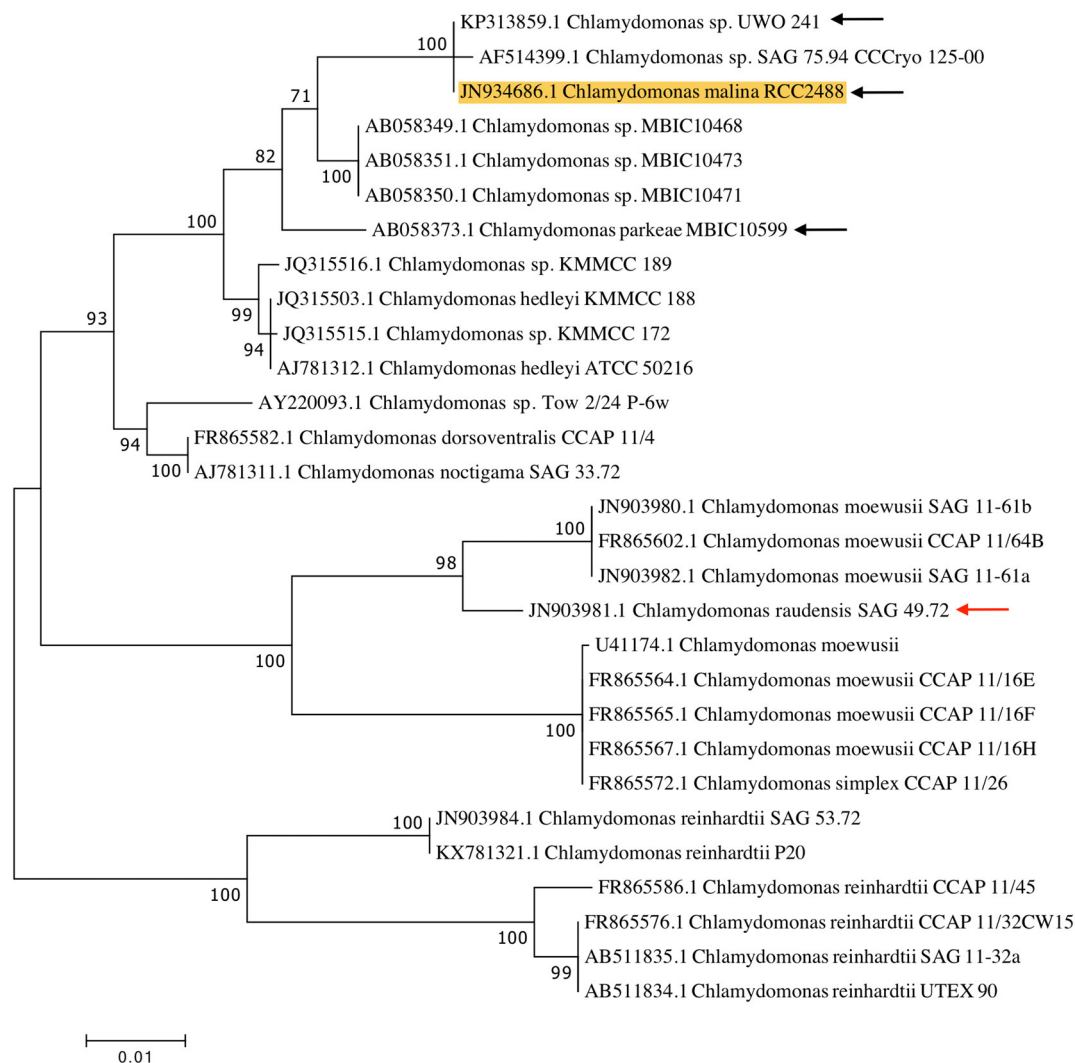 KP313859.1 Chlamydomonas sp. UWO 241
100
AF514399.1 Chlamydomonas sp. SAG 75.94 CCCryo 125-00
JN934686.1 Chlamydomonas malina RCC2488
71
AB058349.1 Chlamydomonas sp. MBIC10468
82
AB058351.1 Chlamydomonas sp. MBIC10473
100
AB058350.1 Chlamydomonas sp. MBIC10471
100
AB058373.1 Chlamydomonas parkeae MBIC10599
JQ315516.1 Chlamydomonas sp. KMMCC 189
JQ315503.1 Chlamydomonas hedleyi KMMCC 188
93
99
JQ315515.1 Chlamydomonas sp. KMMCC 172
94
AJ781312.1 Chlamydomonas hedleyi ATCC 50216
AY220093.1 Chlamydomonas sp. Tow 2/24 P-6w
94
FR865582.1 Chlamydomonas dorsoventralis CCAP 11/4
100
AJ781311.1 Chlamydomonas noctigama SAG 33.72
JN903980.1 Chlamydomonas moewusii SAG 11-61b
100
FR865602.1 Chlamydomonas moewusii CCAP 11/64B
98
JN903982.1 Chlamydomonas moewusii SAG 11-61a
JN903981.1 Chlamydomonas raudensis SAG 49.72
U41174.1 Chlamydomonas moewusii
100
FR865564.1 Chlamydomonas moewusii CCAP 11/16E
FR865565.1 Chlamydomonas moewusii CCAP 11/16F
100
FR865567.1 Chlamydomonas moewusii CCAP 11/16H
FR865572.1 Chlamydomonas simplex CCAP 11/26
JN903984.1 Chlamydomonas reinhardtii SAG 53.72
100
KX781321.1 Chlamydomonas reinhardtii P20
100
FR865586.1 Chlamydomonas reinhardtii CCAP 11/45
FR865576.1 Chlamydomonas reinhardtii CCAP 11/32CW15
100
AB511835.1 Chlamydomonas reinhardtii SAG 11-32a
99
AB511834.1 Chlamydomonas reinhardtii UTEX 90
0.01